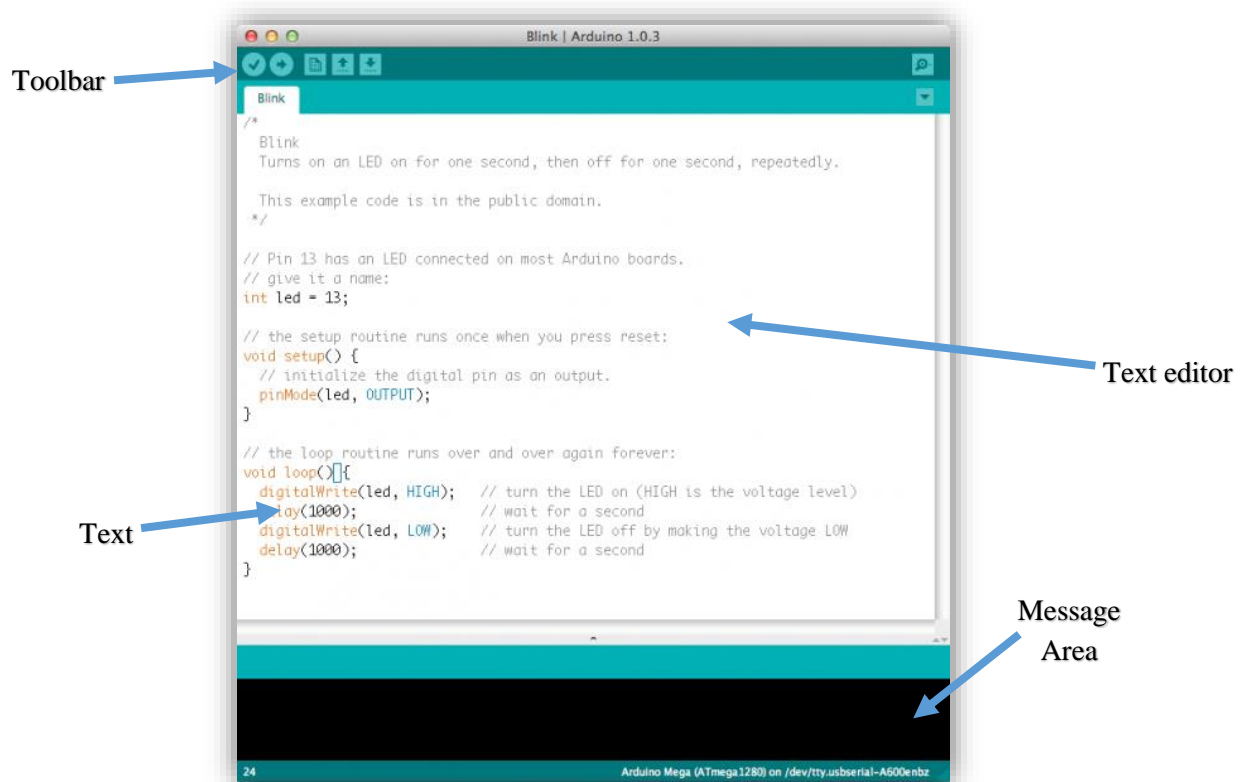 Blink | Arduino 1.0.3
Toolbar
Blink
/*
Blink
Turns on an LED on for one second, then off for one second, repeatedly.
This example code is in the public domain.
*/
// Pin 13 has an LED connected on most Arduino boards.
// give it a name:
int led = 13;
// the setup routine runs once when you press reset:
void setup() {
// initialize the digital pin as an output.
pinMode(led, OUTPUT);
}
Text editor
// the loop routine runs over and over again forever:
void loop() {
digitalWrite(led, HIGH);   // turn the LED on (HIGH is the voltage level)
(1000);   // wait for a second
digitalWrite(led, LOW);   // turn the LED off by making the voltage LOW
delay(1000);   // wait for a second
}
Text
Message
Area
24
Arduino Mega (ATmega1280) on /dev/tty.usbserial-A600enbz